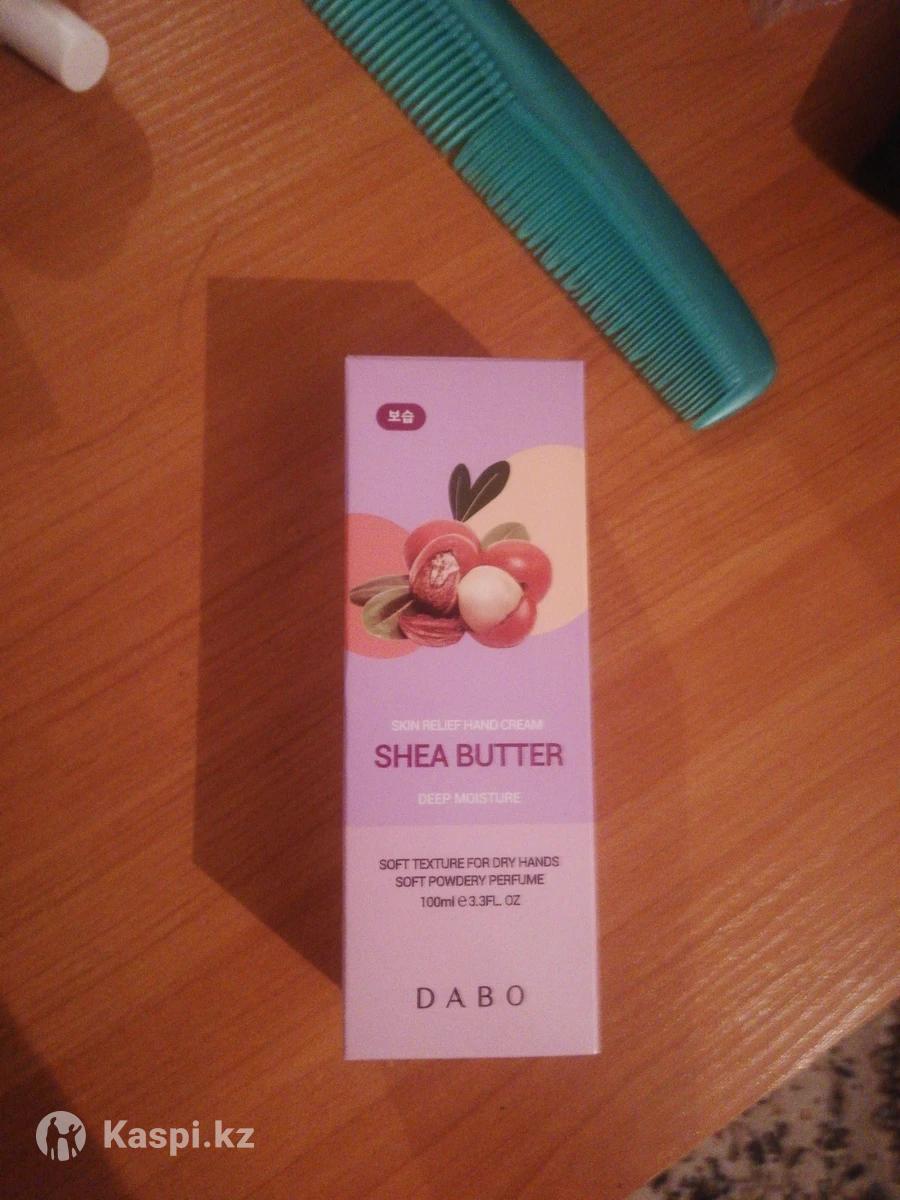 보습
SKIN RELIEF HAND CREAM
SHEA BUTTER
DEEP MOISTURE
SOFT TEXTURE FOR DRY HANDS
SOFT POWDERY PERFUME
100ml ℮ 3.3FL. OZ
DABO
Kaspi.kz